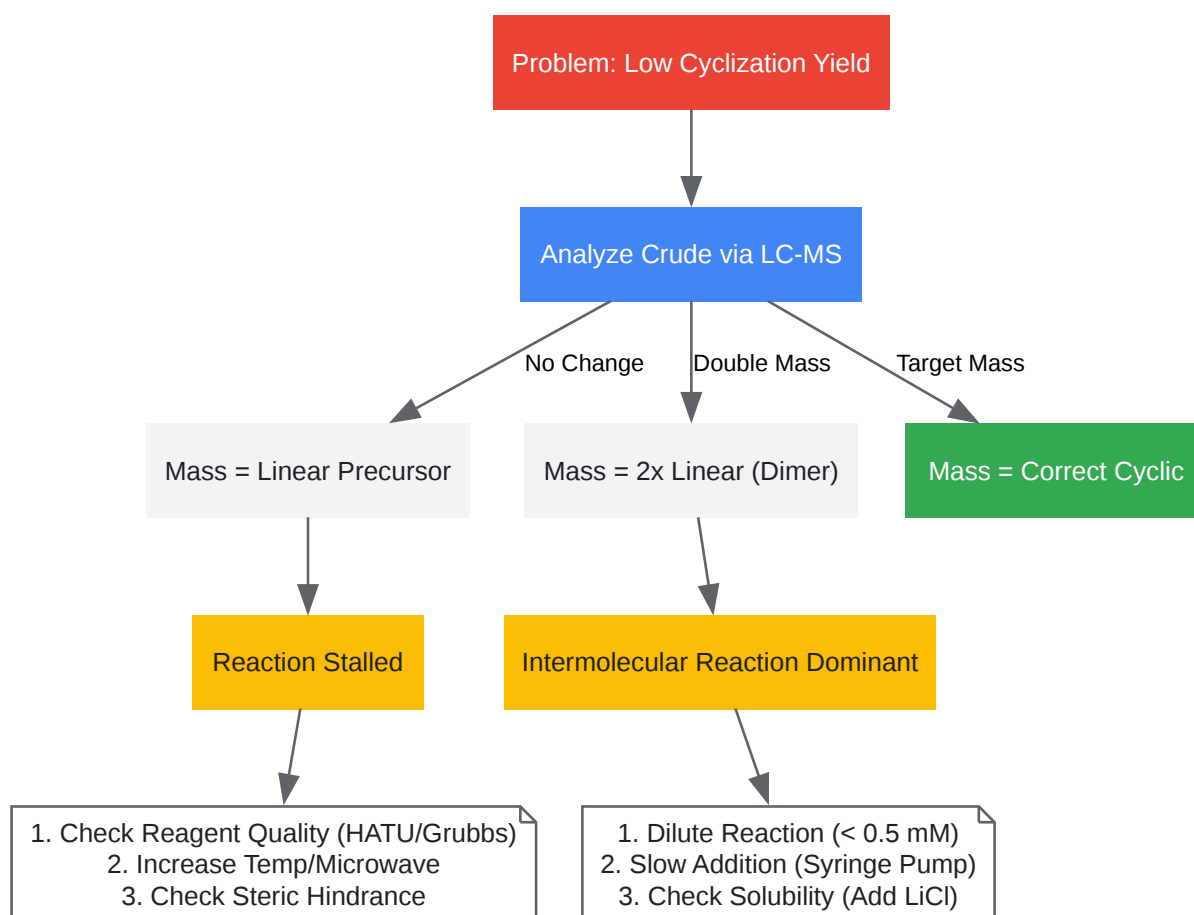 Problem: Low Cyclization Yield
Analyze Crude via LC-MS
No Change
Double Mass
Target Mass
Mass = Linear Precursor
Mass = 2x Linear (Dimer)
Mass = Correct Cyclic
Reaction Stalled
Intermolecular Reaction Dominant
1. Check Reagent Quality (HATU/Grubbs)
2. Increase Temp/Microwave
3. Check Steric Hindrance
1. Dilute Reaction (< 0.5 mM)
2. Slow Addition (Syringe Pump)
3. Check Solubility (Add LiCl)